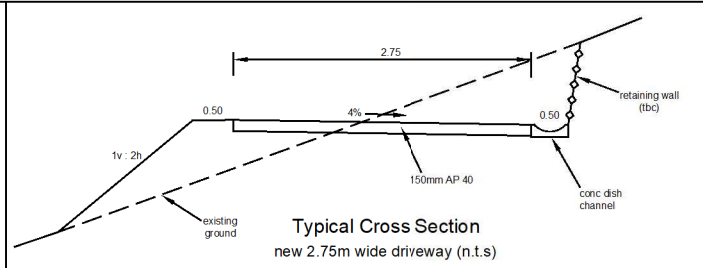 2.75
0.50
4%
0.50
retaining wall
(tbc)
1v : 2h
150mm AP 40
conc dish
channel
existing
ground
Typical Cross Section
new 2.75m wide driveway (n.t.s)